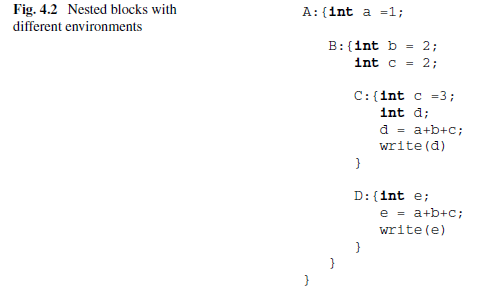 Fig. 4.2 Nested blocks with
different environments
A:{int a =1;
B:{int b = 2;
int c = 2;
C:{int c =3;
int d;
d = a+b+c;
write(d)
}
D:{int e;
e = a+b+c;
write(e)
}
}
}